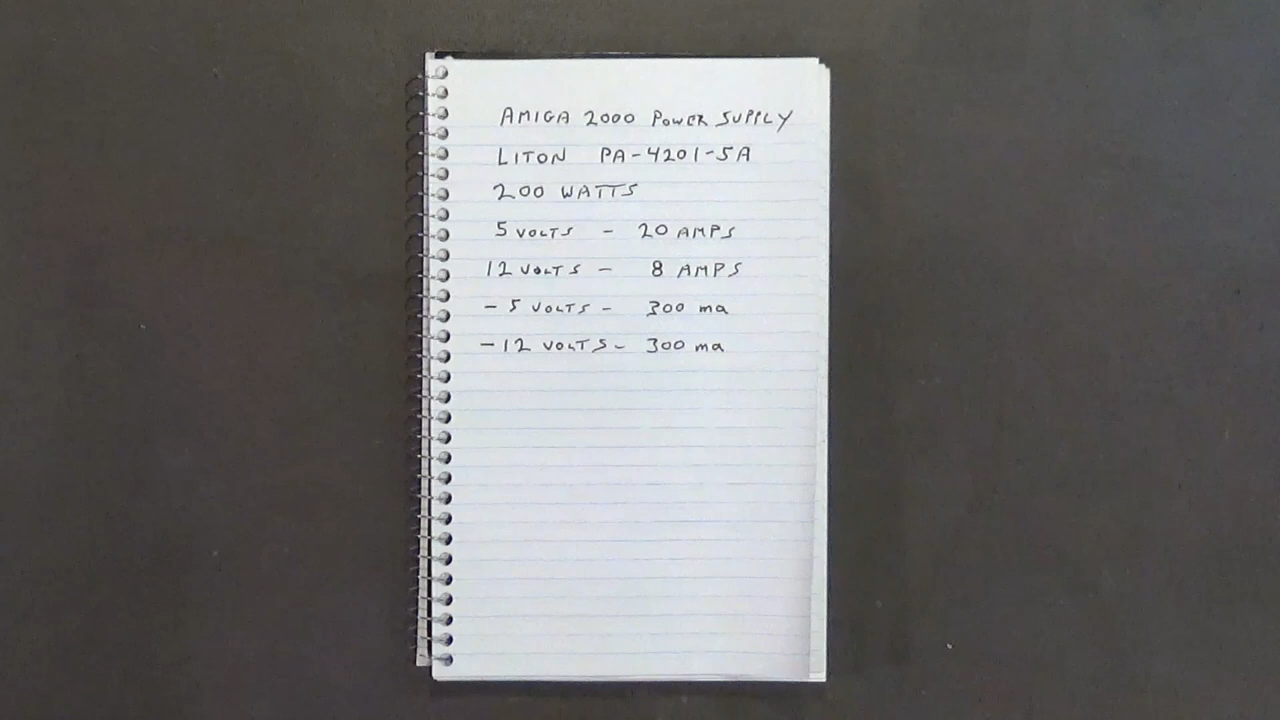 AMIGA 2000 POWER SUPPLY
LITON PA-4201-5A
200 WATTS
5 VOLTS - 20 AMPS
12 VOLTS - 8 AMPS
- 5 VOLTS - 300 ma
- 12 VOLTS - 300 ma